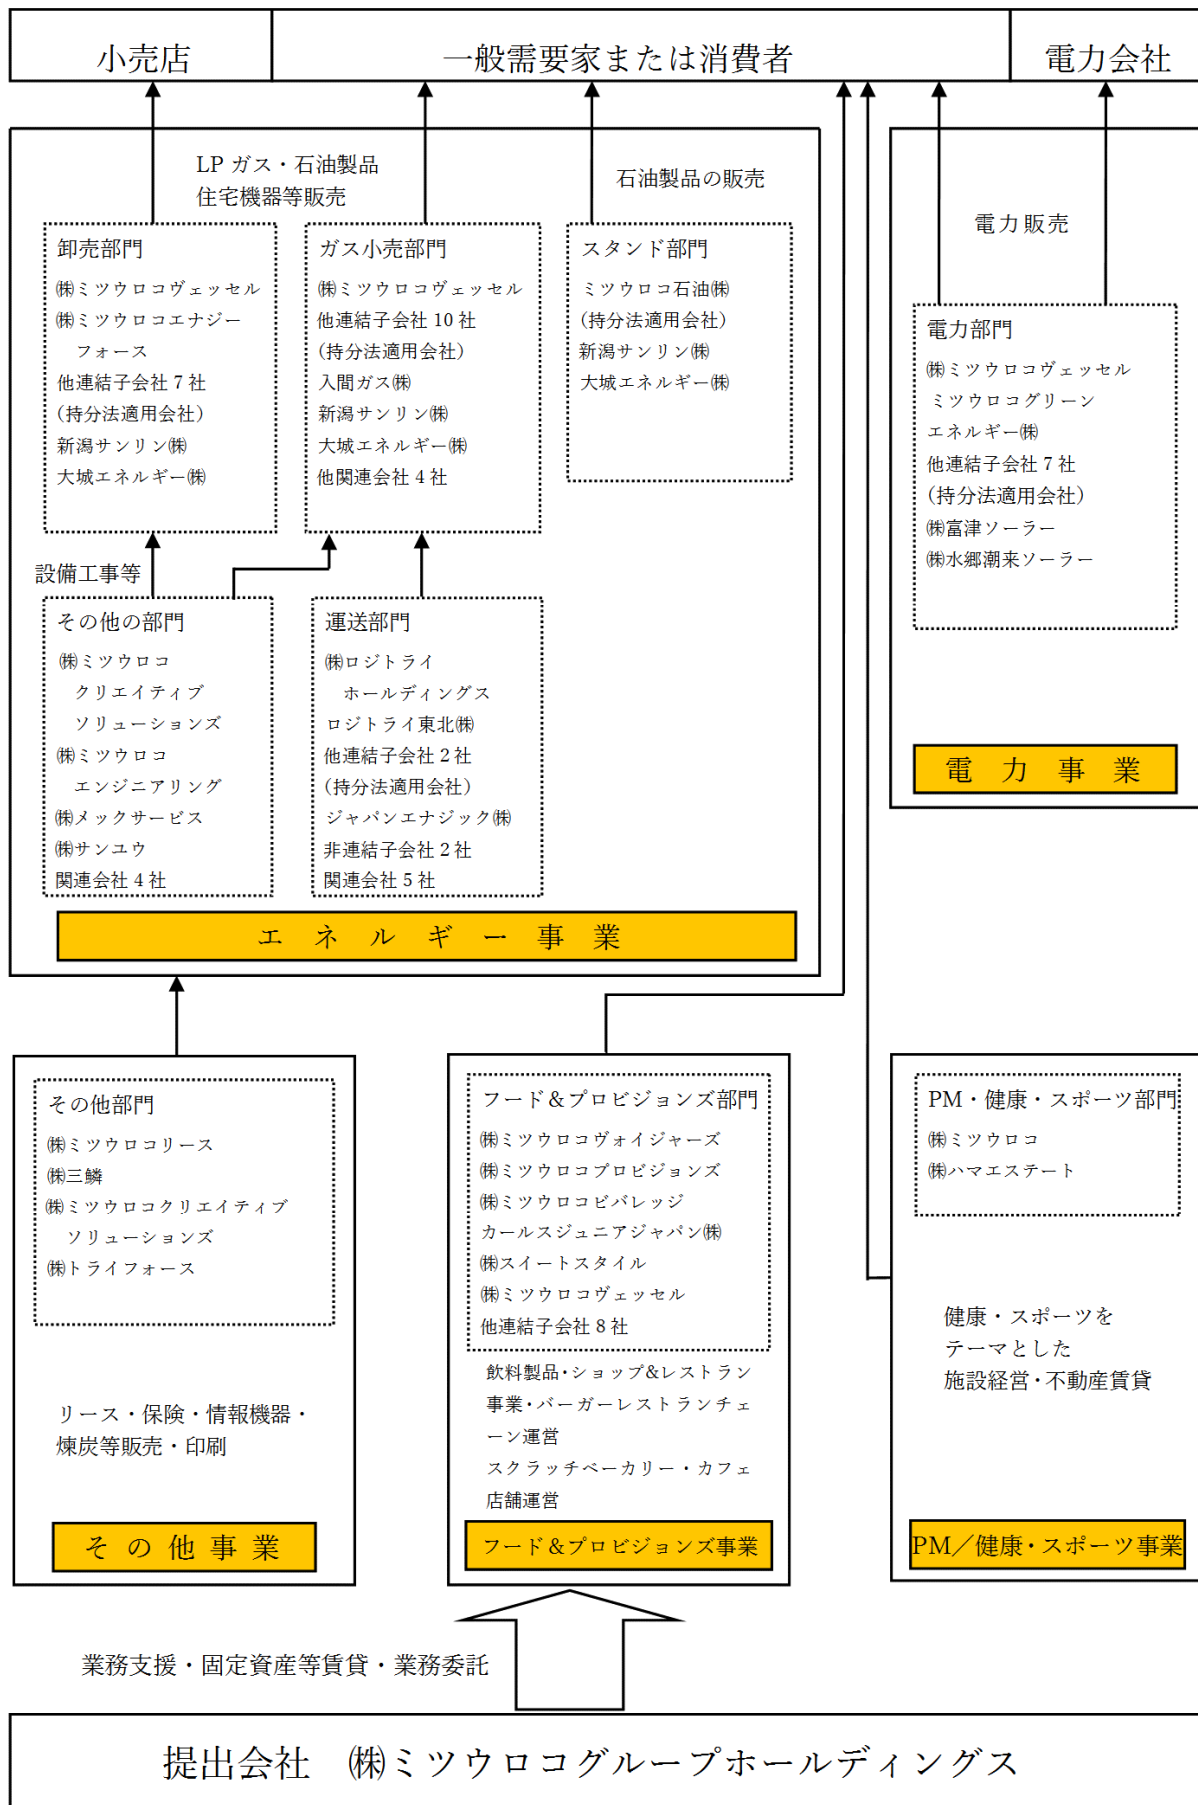 小売店
一般需要家または消費者
電力会社
LP ガス・石油製品
住宅機器等販売
石油製品の販売
電力販売
卸売部門
㈱ミツウロコヴェッセル
㈱ミツウロコエナジー
フォース
他連結子会社 7 社
(持分法適用会社)
新潟サンリン㈱
大城エネルギー㈱
ガス小売部門
㈱ミツウロコヴェッセル
他連結子会社 10 社
(持分法適用会社)
入間ガス㈱
新潟サンリン㈱
大城エネルギー㈱
他関連会社 4 社
スタンド部門
ミツウロコ石油㈱
(持分法適用会社)
新潟サンリン㈱
大城エネルギー㈱
電力部門
㈱ミツウロコヴェッセル
ミツウロコグリーン
エネルギー㈱
他連結子会社 7 社
(持分法適用会社)
㈱富津ソーラー
㈱水郷潮来ソーラー
設備工事等
その他の部門
㈱ミツウロコ
クリエイティブ
ソリューションズ
㈱ミツウロコ
エンジニアリング
㈱メックサービス
㈱サンユウ
関連会社 4 社
運送部門
㈱ロジトライ
ホールディングス
ロジトライ東北㈱
他連結子会社 2 社
(持分法適用会社)
ジャパンエナジック㈱
非連結子会社 2 社
関連会社 5 社
電力事業
エネルギー事業
その他部門
㈱ミツウロコリース
㈱三鱗
㈱ミツウロコクリエイティブ
ソリューションズ
㈱トライフォース
リース・保険・情報機器・
煉炭等販売・印刷
その他事業
フード＆プロビジョンズ部門
㈱ミツウロコヴォイジャーズ
㈱ミツウロコプロビジョンズ
㈱ミツウロコビバレッジ
カールスジュニアジャパン㈱
㈱スイートスタイル
㈱ミツウロコヴェッセル
他連結子会社 8 社
飲料製品･ショップ&レストラン
事業･バーガーレストランチェ
ーン運営
スクラッチベーカリー・カフェ
店舗運営
フード＆プロビジョンズ事業
PM・健康・スポーツ部門
㈱ミツウロコ
㈱ハマエステート
健康・スポーツを
テーマとした
施設経営･不動産賃貸
PM／健康･スポーツ事業
業務支援・固定資産等賃貸・業務委託
提出会社　㈱ミツウロコグループホールディングス